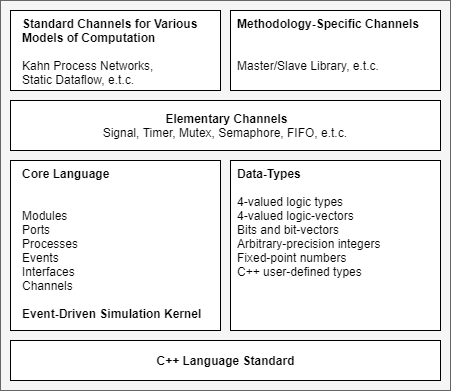 Standard Channels for Various
Models of Computation
Kahn Process Networks,
Static Dataflow, e.t.c.
Methodology-Specific Channels
Master/Slave Library, e.t.c.
Elementary Channels
Signal, Timer, Mutex, Semaphore, FIFO, e.t.c.
Core Language
Modules
Ports
Processes
Events
Interfaces
Channels
Event-Driven Simulation Kernel
Data-Types
4-valued logic types
4-valued logic-vectors
Bits and bit-vectors
Arbitrary-precision integers
Fixed-point numbers
C++ user-defined types
C++ Language Standard